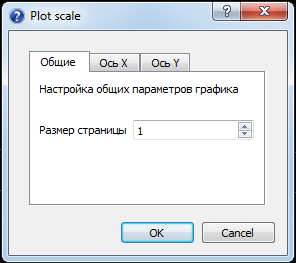 Plot scale
Общие Ось X Ось Y
Настройка общих параметров графика
Размер страницы 1
OK Cancel